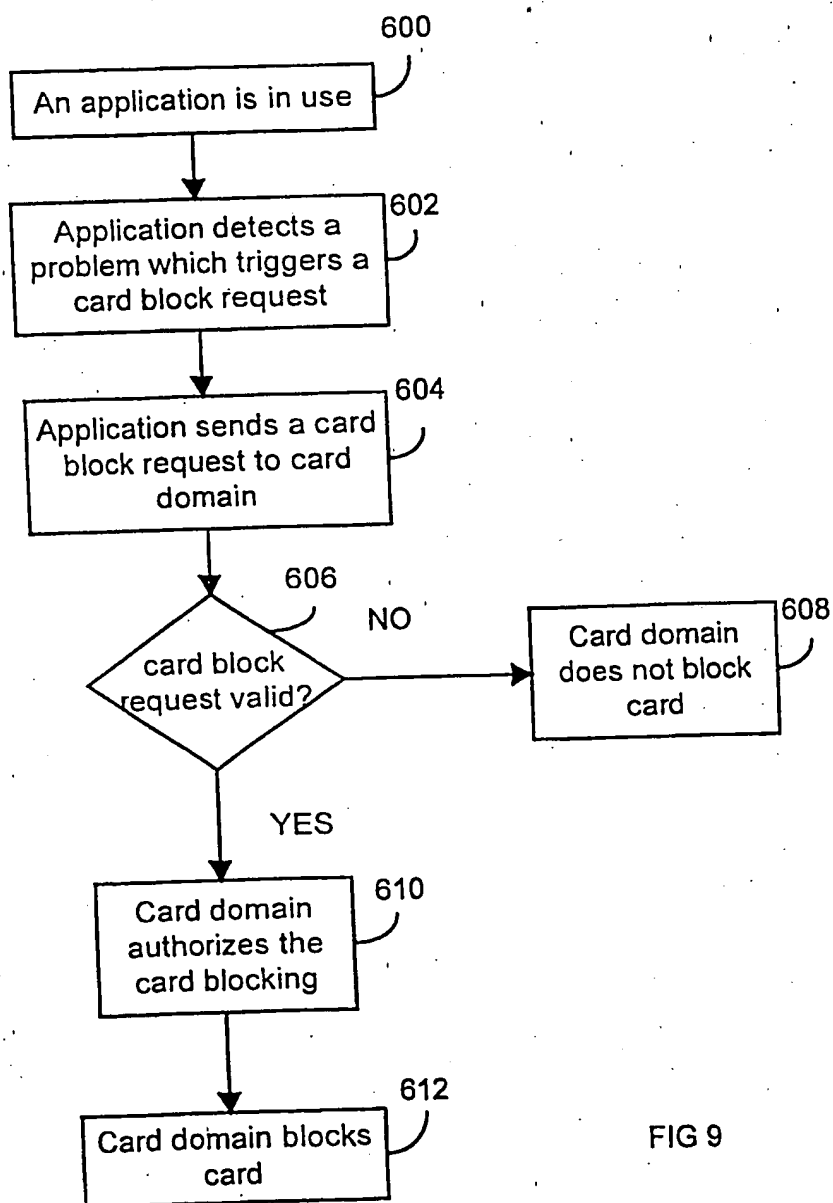 600
An application is in use
602
Application detects a
problem which triggers a
card block request
604
Application sends a card
block request to card
domain
606
card block
request valid?
NO
608
Card domain
does not block
card
YES
610
Card domain
authorizes the
card blocking
612
Card domain blocks
card
FIG 9